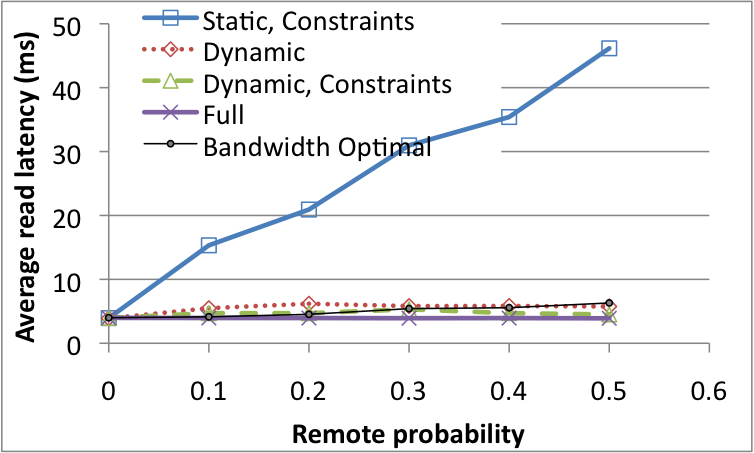 50
40
30
20
10
0
Average read latency (ms)
Static, Constraints
Dynamic
Dynamic, Constraints
Full
Bandwidth Optimal
0 0.1 0.2 0.3 0.4 0.5 0.6
Remote probability